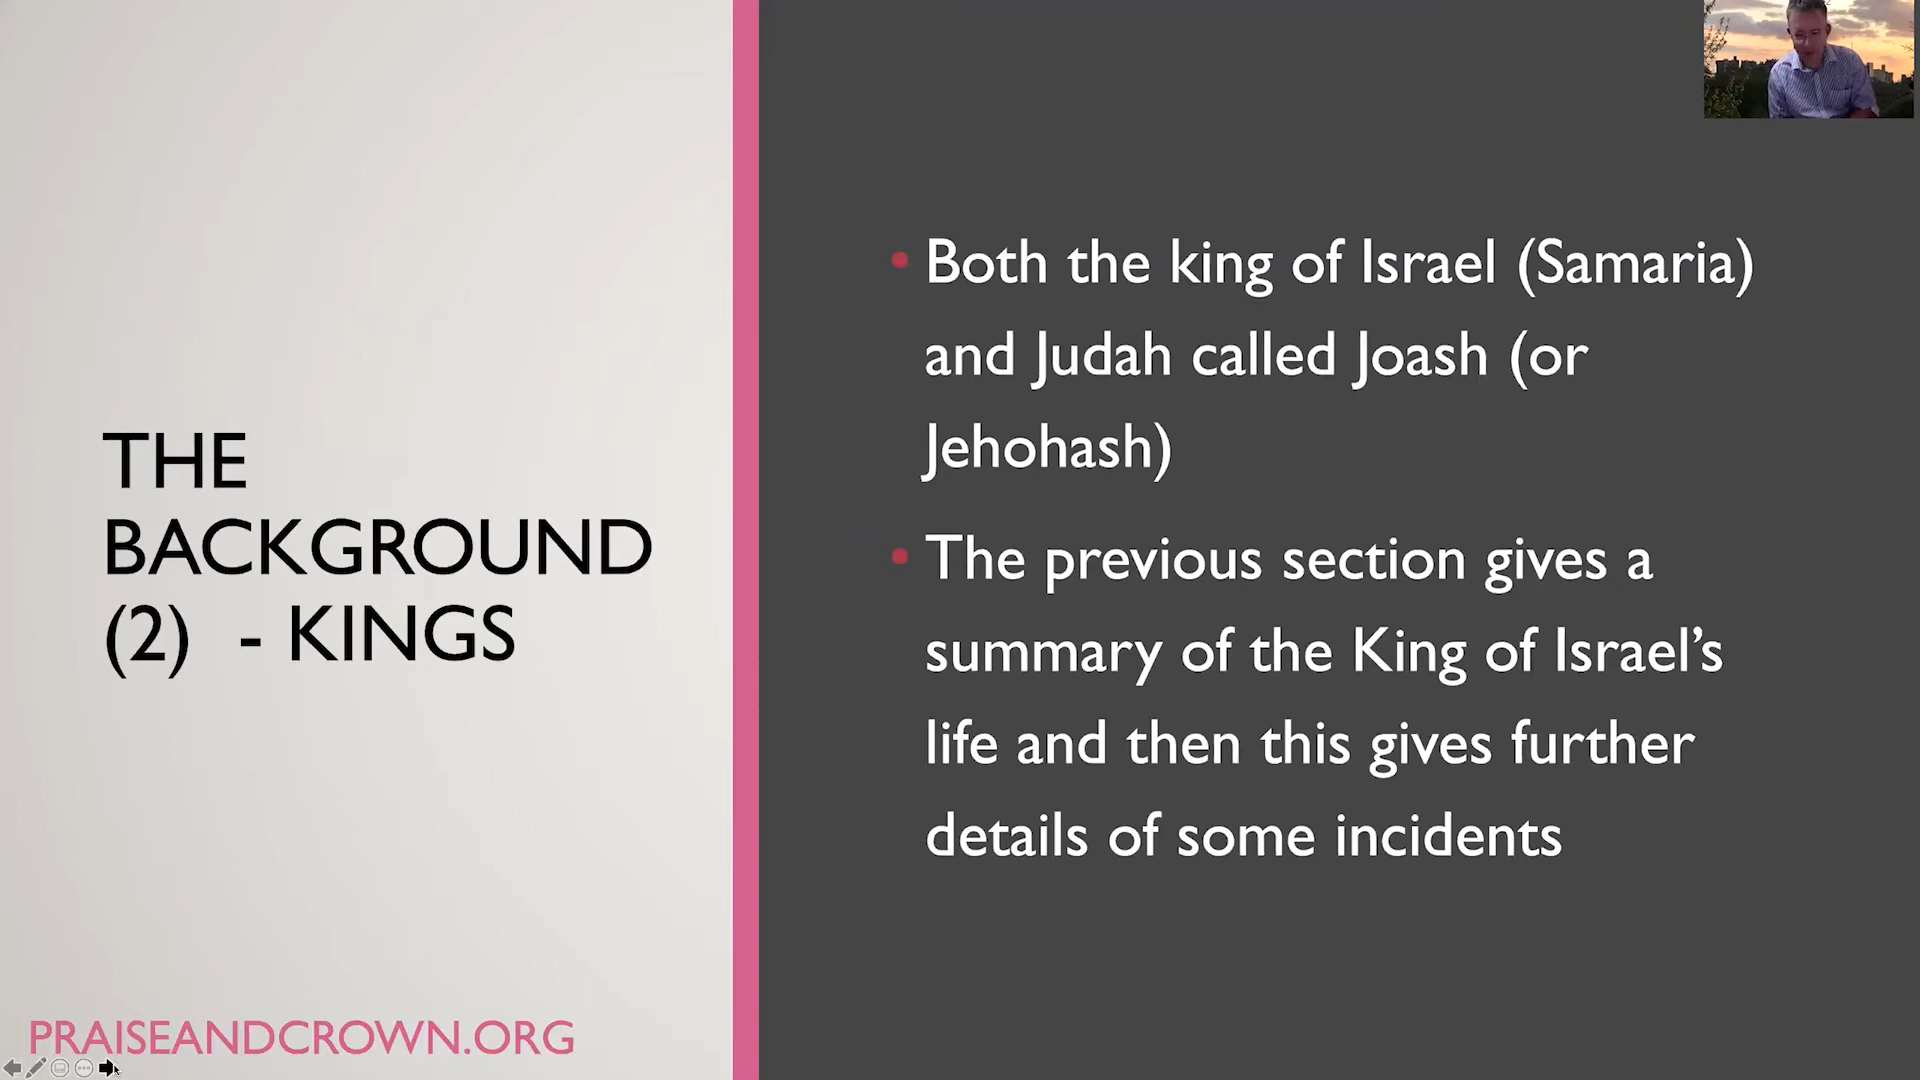 THE
BACKGROUND
(2) - KINGS
PRAISEANDCROWN.ORG
• Both the king of Israel (Samaria)
and Judah called Joash (or
Jehohash)
• The previous section gives a
summary of the King of Israel’s
life and then this gives further
details of some incidents